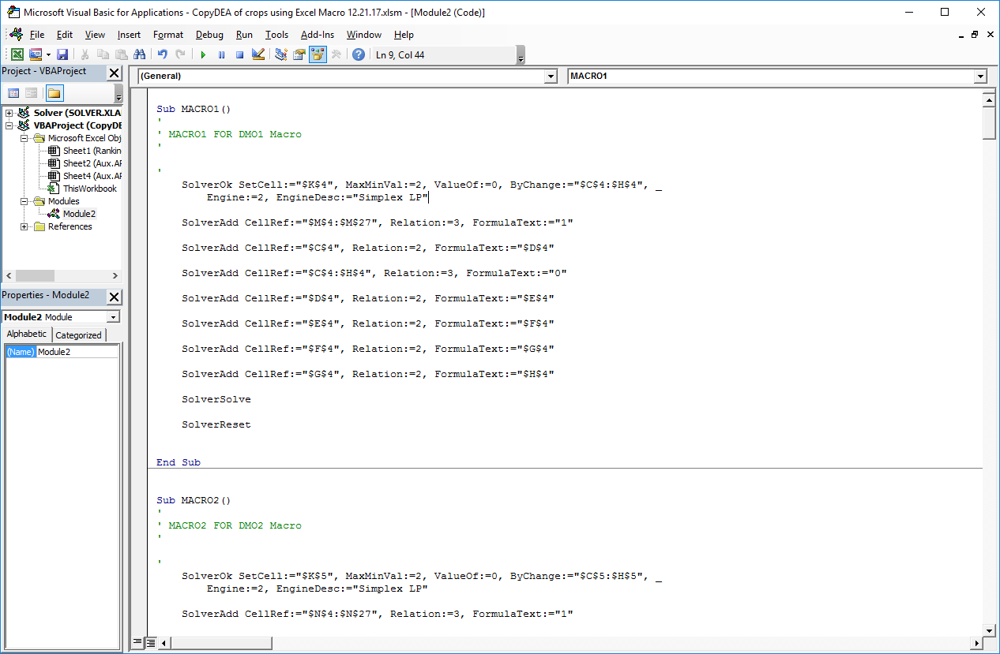 Microsoft Visual Basic for Applications - CopyDEA of crops using Excel Macro 12.21.17.xlsm - [Module2 (Code)]
File Edit View Insert Format Debug Run Tools Add-Ins Window Help
Ln 9, Col 44
Project - VBAProject
(General)
MACRO1
Solver (SOLVER.XLA
VBAProject (CopyDE
Microsoft Excel Obj
Sheet1 (Rankin
Sheet2 (Aux.AF
Sheet4 (Aux.AF
ThisWorkbook
Modules
Module2
References
Properties - Module2
Module2 Module
Alphabetic Categorized
(Name) Module2
Sub MACRO1()
'
' MACRO1 FOR DMO1 Macro
'
'
SolverOk SetCell:="$K$4", MaxMinVal:=2, ValueOf:=0, ByChange:="$C$4:$H$4", _
Engine:=2, EngineDesc:="Simplex LP"
SolverAdd CellRef:="$M$4:$M$27", Relation:=3, FormulaText:="1"
SolverAdd CellRef:="$C$4", Relation:=2, FormulaText:="$D$4"
SolverAdd CellRef:="$C$4:$H$4", Relation:=3, FormulaText:="0"
SolverAdd CellRef:="$D$4", Relation:=2, FormulaText:="$E$4"
SolverAdd CellRef:="$E$4", Relation:=2, FormulaText:="$F$4"
SolverAdd CellRef:="$F$4", Relation:=2, FormulaText:="$G$4"
SolverAdd CellRef:="$G$4", Relation:=2, FormulaText:="$H$4"
SolverSolve
SolverReset
End Sub
Sub MACRO2()
'
' MACRO2 FOR DMO2 Macro
'
'
SolverOk SetCell:="$K$5", MaxMinVal:=2, ValueOf:=0, ByChange:="$C$5:$H$5", _
Engine:=2, EngineDesc:="Simplex LP"
SolverAdd CellRef:="$N$4:$N$27", Relation:=3, FormulaText:="1"